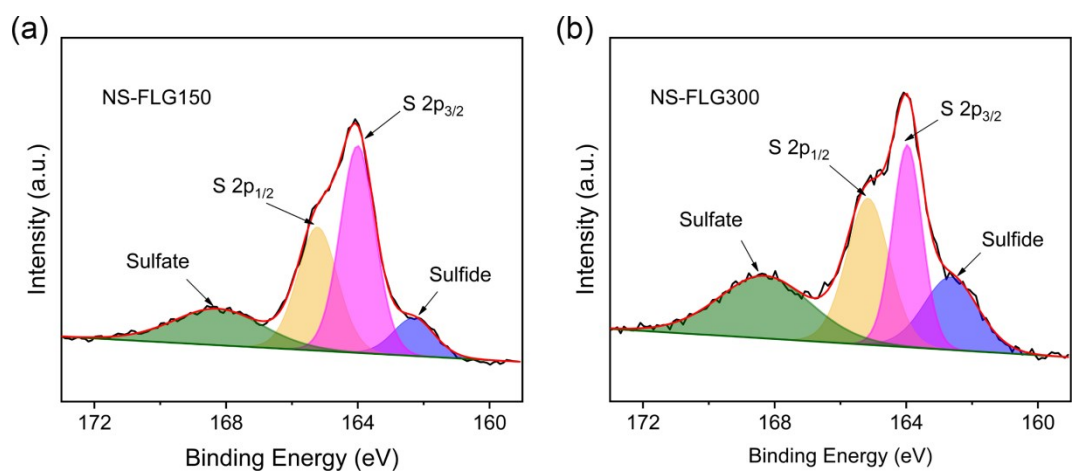 (a)
NS-FLG150
S 2p3/2
S 2p1/2
Sulfate
Sulfide
Intensity (a.u.)
172
168
164
160
Binding Energy (eV)
(b)
NS-FLG300
S 2p3/2
S 2p1/2
Sulfate
Sulfide
Intensity (a.u.)
172
168
164
160
Binding Energy (eV)